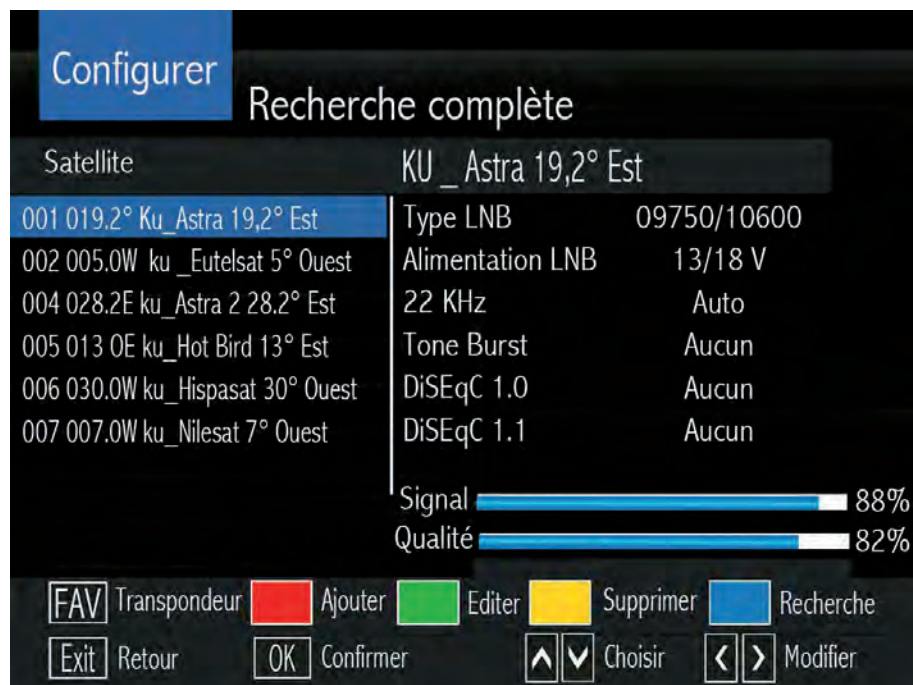 Configurer
Recherche complète
Satellite
KU _ Astra 19,2° Est
001 019.2° Ku_Astra 19,2° Est
002 005.0W ku _Eutelsat 5° Ouest
004 028.2E ku_Astra 2 28.2° Est
005 013 0E ku_Hot Bird 13° Est
006 030.0W ku_Hispasat 30° Ouest
007 007.0W ku_Nilesat 7° Ouest
Type LNB 09750/10600
Alimentation LNB 13/18 V
22 KHz Auto
Tone Burst Aucun
DiSEqC 1.0 Aucun
DiSEqC 1.1 Aucun
Signal 88%
Qualité 82%
FAV Transpondeur Ajouter Editer Supprimer Recherche
Exit Retour OK Confirmer Choisir Modifier